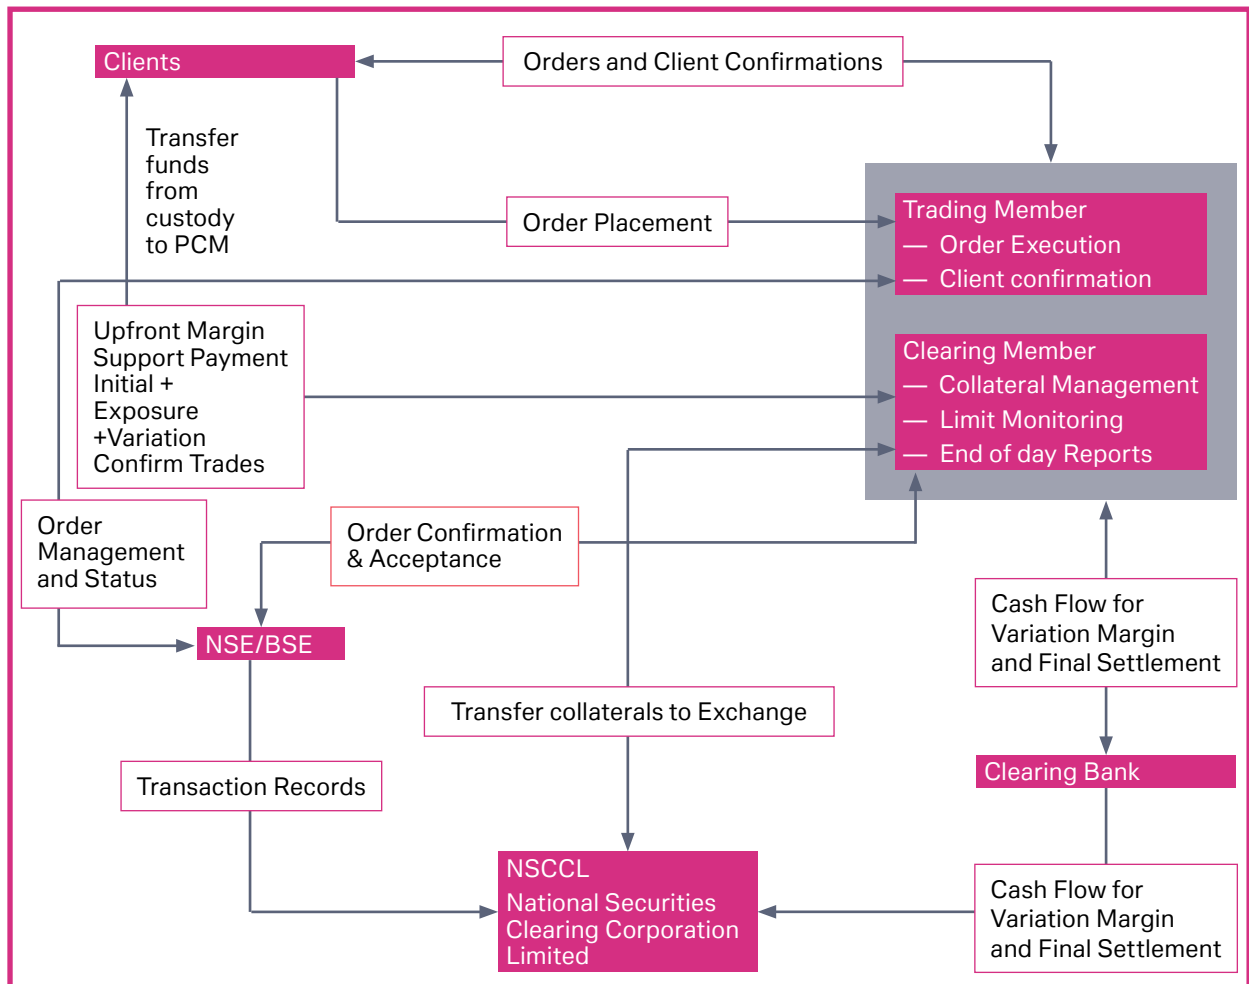 Clients
Orders and Client Confirmations
Transfer
funds
from
custody
to PCM
Order Placement
Trading Member
— Order Execution
— Client confirmation
Upfront Margin
Support Payment
Initial +
Exposure
+Variation
Confirm Trades
Clearing Member
— Collateral Management
— Limit Monitoring
— End of day Reports
Order
Management
and Status
Order Confirmation
& Acceptance
Cash Flow for
Variation Margin
and Final Settlement
NSE/BSE
Transfer collaterals to Exchange
Transaction Records
Clearing Bank
NSCCL
National Securities
Clearing Corporation
Limited
Cash Flow for
Variation Margin
and Final Settlement